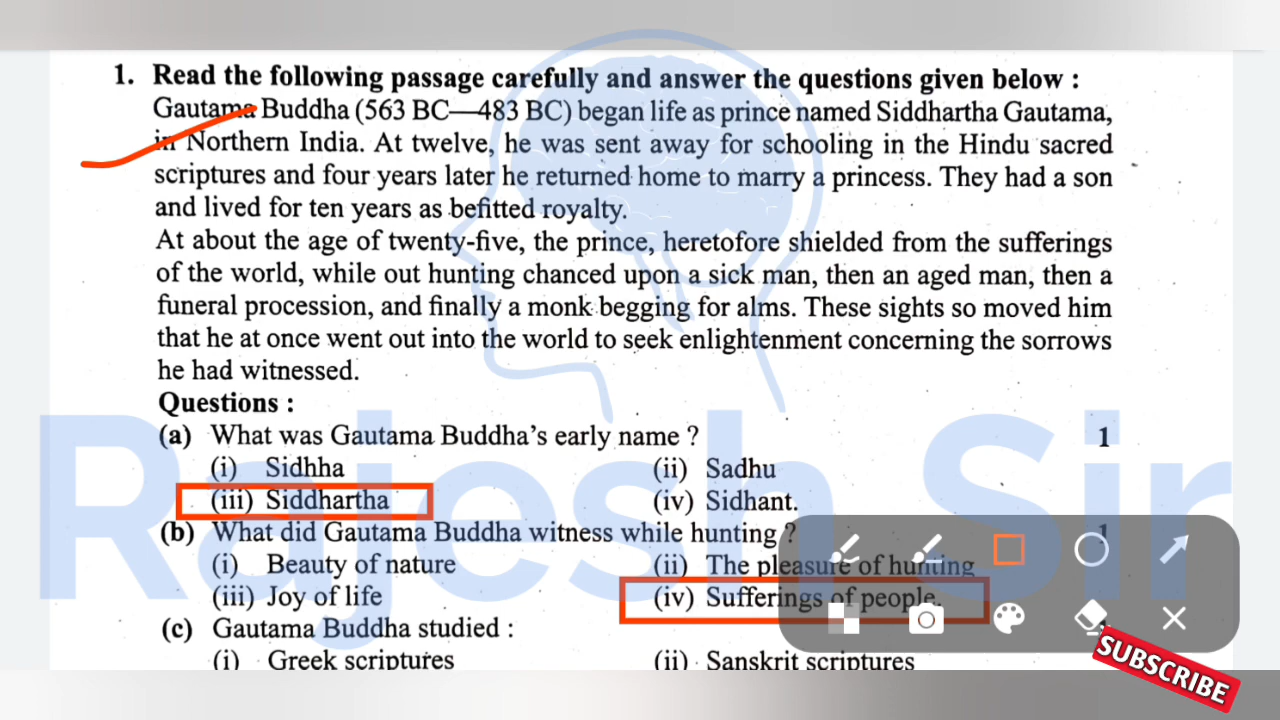 1. Read the following passage carefully and answer the questions given below :
Gautama Buddha (563 BC—483 BC) began life as prince named Siddhartha Gautama,
in Northern India. At twelve, he was sent away for schooling in the Hindu sacred
scriptures and four years later he returned home to marry a princess. They had a son
and lived for ten years as befitted royalty.
At about the age of twenty-five, the prince, heretofore shielded from the sufferings
of the world, while out hunting chanced upon a sick man, then an aged man, then a
funeral procession, and finally a monk begging for alms. These sights so moved him
that he at once went out into the world to seek enlightenment concerning the sorrows
he had witnessed.
Questions :
(a) What was Gautama Buddha's early name ? 1
(i) Sidhha (ii) Sadhu
(iii) Siddhartha (iv) Sidhant.
(b) What did Gautama Buddha witness while hunting ? 1
(i) Beauty of nature (ii) The pleasure of hunting
(iii) Joy of life (iv) Sufferings of people.
(c) Gautama Buddha studied :
(i) Greek scriptures (ii) Sanskrit scriptures
Rajesh Sir
SUBSCRIBE